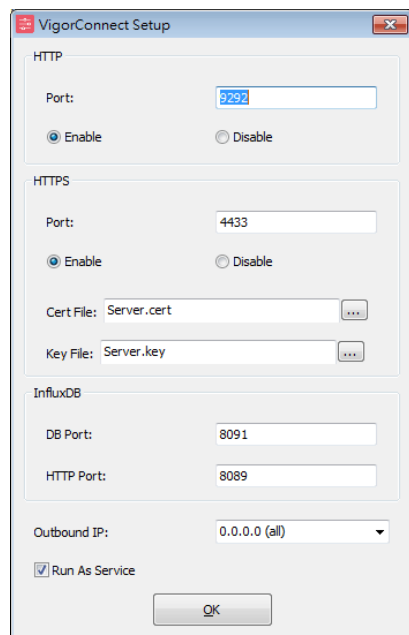 VigorConnect Setup
HTTP
Port: 9292
Enable Disable
HTTPS
Port: 4433
Enable Disable
Cert File: Server.cert ...
Key File: Server.key ...
InfluxDB
DB Port: 8091
HTTP Port: 8089
Outbound IP: 0.0.0.0 (all)
Run As Service
OK